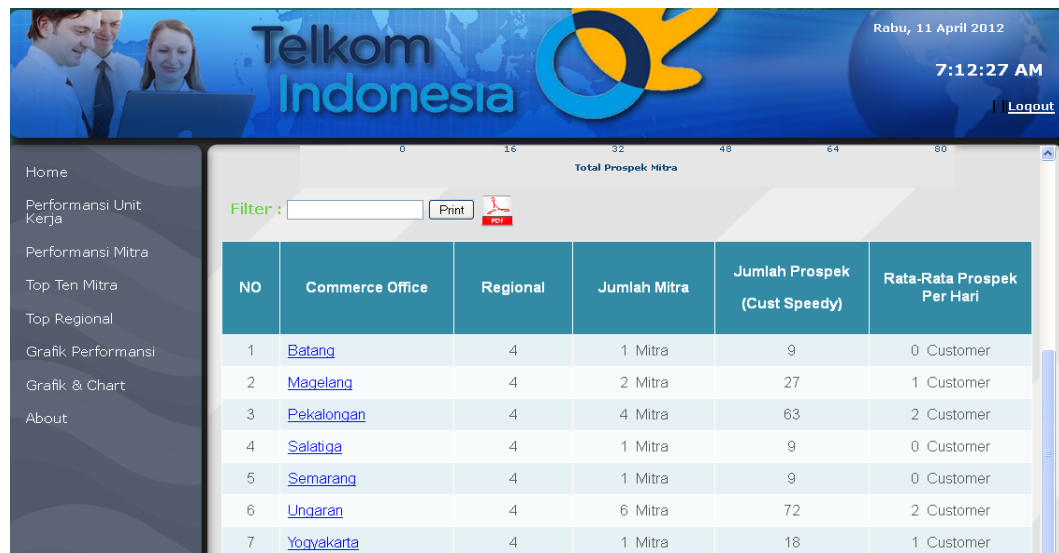 Telkom
Indonesia
Rabu, 11 April 2012
7:12:27 AM
[ ][Logout
Home
Performansi Unit
Kerja
Performansi Mitra
Top Ten Mitra
Top Regional
Grafik Performansi
Grafik & Chart
About
0 16 32 48 64 80
Total Prospek Mitra
Filter : Print PDF
NO Commerce Office Regional Jumlah Mitra Jumlah Prospek (Cust Speedy) Rata-Rata Prospek Per Hari
1 Batang 4 1 Mitra 9 0 Customer
2 Magelang 4 2 Mitra 27 1 Customer
3 Pekalongan 4 4 Mitra 63 2 Customer
4 Salatiga 4 1 Mitra 9 0 Customer
5 Semarang 4 1 Mitra 9 0 Customer
6 Ungaran 4 6 Mitra 72 2 Customer
7 Yogyakarta 4 1 Mitra 18 1 Customer